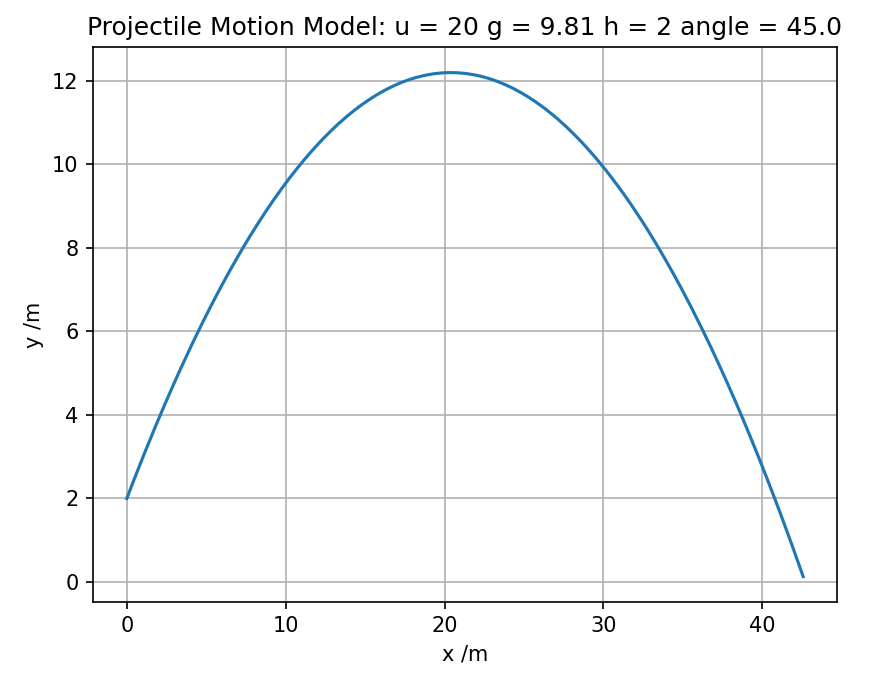 Projectile Motion Model: u = 20 g = 9.81 h = 2 angle = 45.0
12
10
8
6
4
2
0
y /m
0 10 20 30 40
x /m